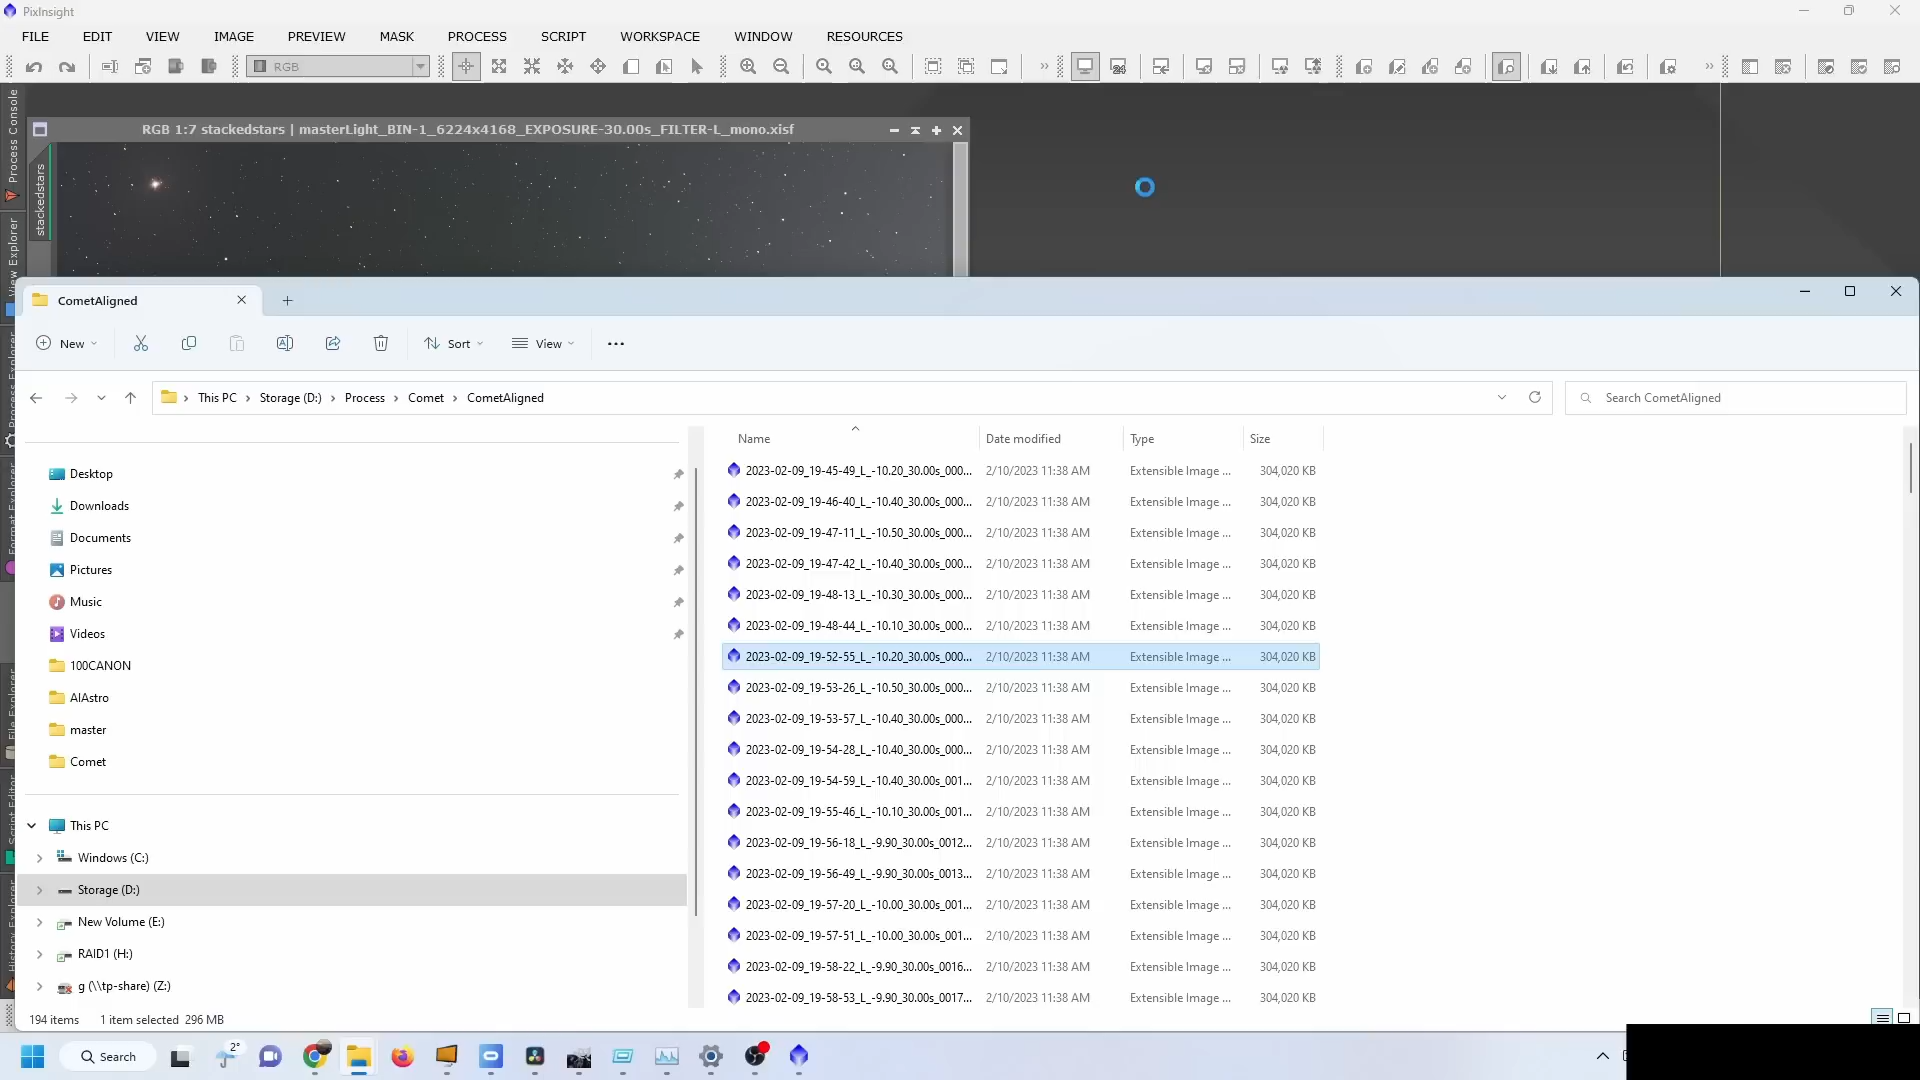 PixInsight
FILE EDIT VIEW IMAGE PREVIEW MASK PROCESS SCRIPT WORKSPACE WINDOW RESOURCES
RGB
RGB 1:7 stackedstars | masterLight_BIN-1_6224x4168_EXPOSURE-30.00s_FILTER-L_mono.xisf
Process Console
stackedstars
View Explorer
CometAligned
New Sort View
This PC Storage (D:) Process Comet CometAligned
Search CometAligned
Name Date modified Type Size
Desktop
Downloads
Documents
Pictures
Music
Videos
100CANON
AIAstro
master
Comet
This PC
Windows (C:)
Storage (D:)
New Volume (E:)
RAID1 (H:)
g (\\tp-share) (Z:)
2023-02-09_19-45-49_L_-10.20_30.00s_000... 2/10/2023 11:38 AM Extensible Image ... 304,020 KB
2023-02-09_19-46-40_L_-10.40_30.00s_000... 2/10/2023 11:38 AM Extensible Image ... 304,020 KB
2023-02-09_19-47-11_L_-10.50_30.00s_000... 2/10/2023 11:38 AM Extensible Image ... 304,020 KB
2023-02-09_19-47-42_L_-10.40_30.00s_000... 2/10/2023 11:38 AM Extensible Image ... 304,020 KB
2023-02-09_19-48-13_L_-10.30_30.00s_000... 2/10/2023 11:38 AM Extensible Image ... 304,020 KB
2023-02-09_19-48-44_L_-10.10_30.00s_000... 2/10/2023 11:38 AM Extensible Image ... 304,020 KB
2023-02-09_19-52-55_L_-10.20_30.00s_000... 2/10/2023 11:38 AM Extensible Image ... 304,020 KB
2023-02-09_19-53-26_L_-10.50_30.00s_000... 2/10/2023 11:38 AM Extensible Image ... 304,020 KB
2023-02-09_19-53-57_L_-10.40_30.00s_000... 2/10/2023 11:38 AM Extensible Image ... 304,020 KB
2023-02-09_19-54-28_L_-10.40_30.00s_000... 2/10/2023 11:38 AM Extensible Image ... 304,020 KB
2023-02-09_19-54-59_L_-10.40_30.00s_001... 2/10/2023 11:38 AM Extensible Image ... 304,020 KB
2023-02-09_19-55-46_L_-10.10_30.00s_001... 2/10/2023 11:38 AM Extensible Image ... 304,020 KB
2023-02-09_19-56-18_L_-9.90_30.00s_0012... 2/10/2023 11:38 AM Extensible Image ... 304,020 KB
2023-02-09_19-56-49_L_-9.90_30.00s_0013... 2/10/2023 11:38 AM Extensible Image ... 304,020 KB
2023-02-09_19-57-20_L_-10.00_30.00s_001... 2/10/2023 11:38 AM Extensible Image ... 304,020 KB
2023-02-09_19-57-51_L_-10.00_30.00s_001... 2/10/2023 11:38 AM Extensible Image ... 304,020 KB
2023-02-09_19-58-22_L_-9.90_30.00s_0016... 2/10/2023 11:38 AM Extensible Image ... 304,020 KB
2023-02-09_19-58-53_L_-9.90_30.00s_0017... 2/10/2023 11:38 AM Extensible Image ... 304,020 KB
194 items 1 item selected 296 MB
Search
2°